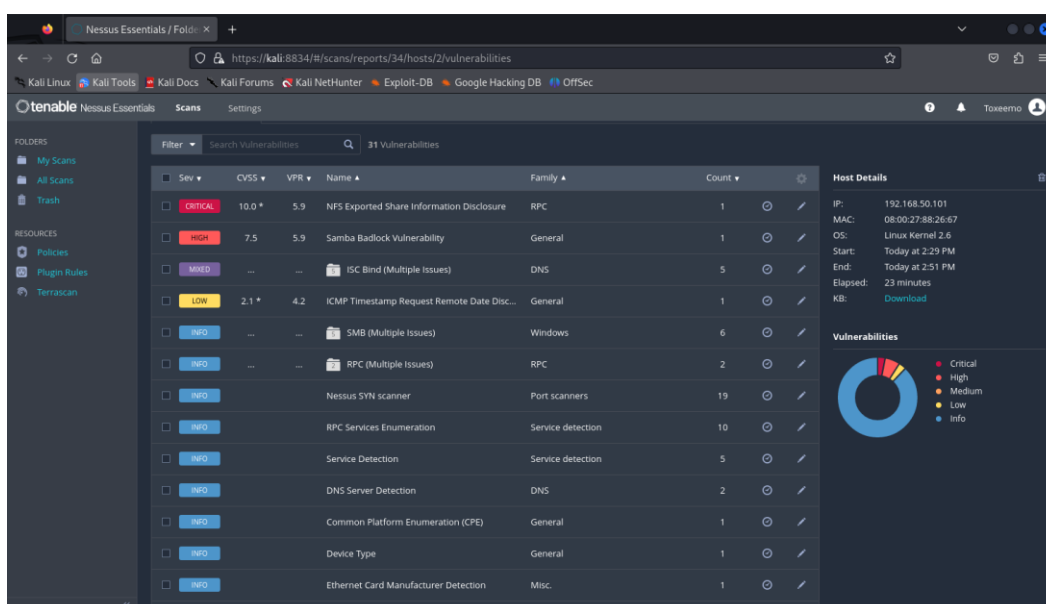 Nessus Essentials / Folde × +
https://kali:8834/#/scans/reports/34/hosts/2/vulnerabilities
Kali Linux Kali Tools Kali Docs Kali Forums Kali NetHunter Exploit-DB Google Hacking DB OffSec
tenable Nessus Essentials Scans Settings Toxeemo
FOLDERS
My Scans
All Scans
Trash
RESOURCES
Policies
Plugin Rules
Terrascan
Filter Search Vulnerabilities 31 Vulnerabilities
Sev CVSS VPR Name Family Count
CRITICAL 10.0 * 5.9 NFS Exported Share Information Disclosure RPC 1
HIGH 7.5 5.9 Samba Badlock Vulnerability General 1
MIXED ... ... 5 ISC Bind (Multiple Issues) DNS 5
LOW 2.1 * 4.2 ICMP Timestamp Request Remote Date Disc... General 1
INFO ... ... SMB (Multiple Issues) Windows 6
INFO ... ... 2 RPC (Multiple Issues) RPC 2
INFO Nessus SYN scanner Port scanners 19
INFO RPC Services Enumeration Service detection 10
INFO Service Detection Service detection 5
INFO DNS Server Detection DNS 2
INFO Common Platform Enumeration (CPE) General 1
INFO Device Type General 1
INFO Ethernet Card Manufacturer Detection Misc. 1
Host Details
IP: 192.168.50.101
MAC: 08:00:27:88:26:67
OS: Linux Kernel 2.6
Start: Today at 2:29 PM
End: Today at 2:51 PM
Elapsed: 23 minutes
KB: Download
Vulnerabilities
Critical
High
Medium
Low
Info